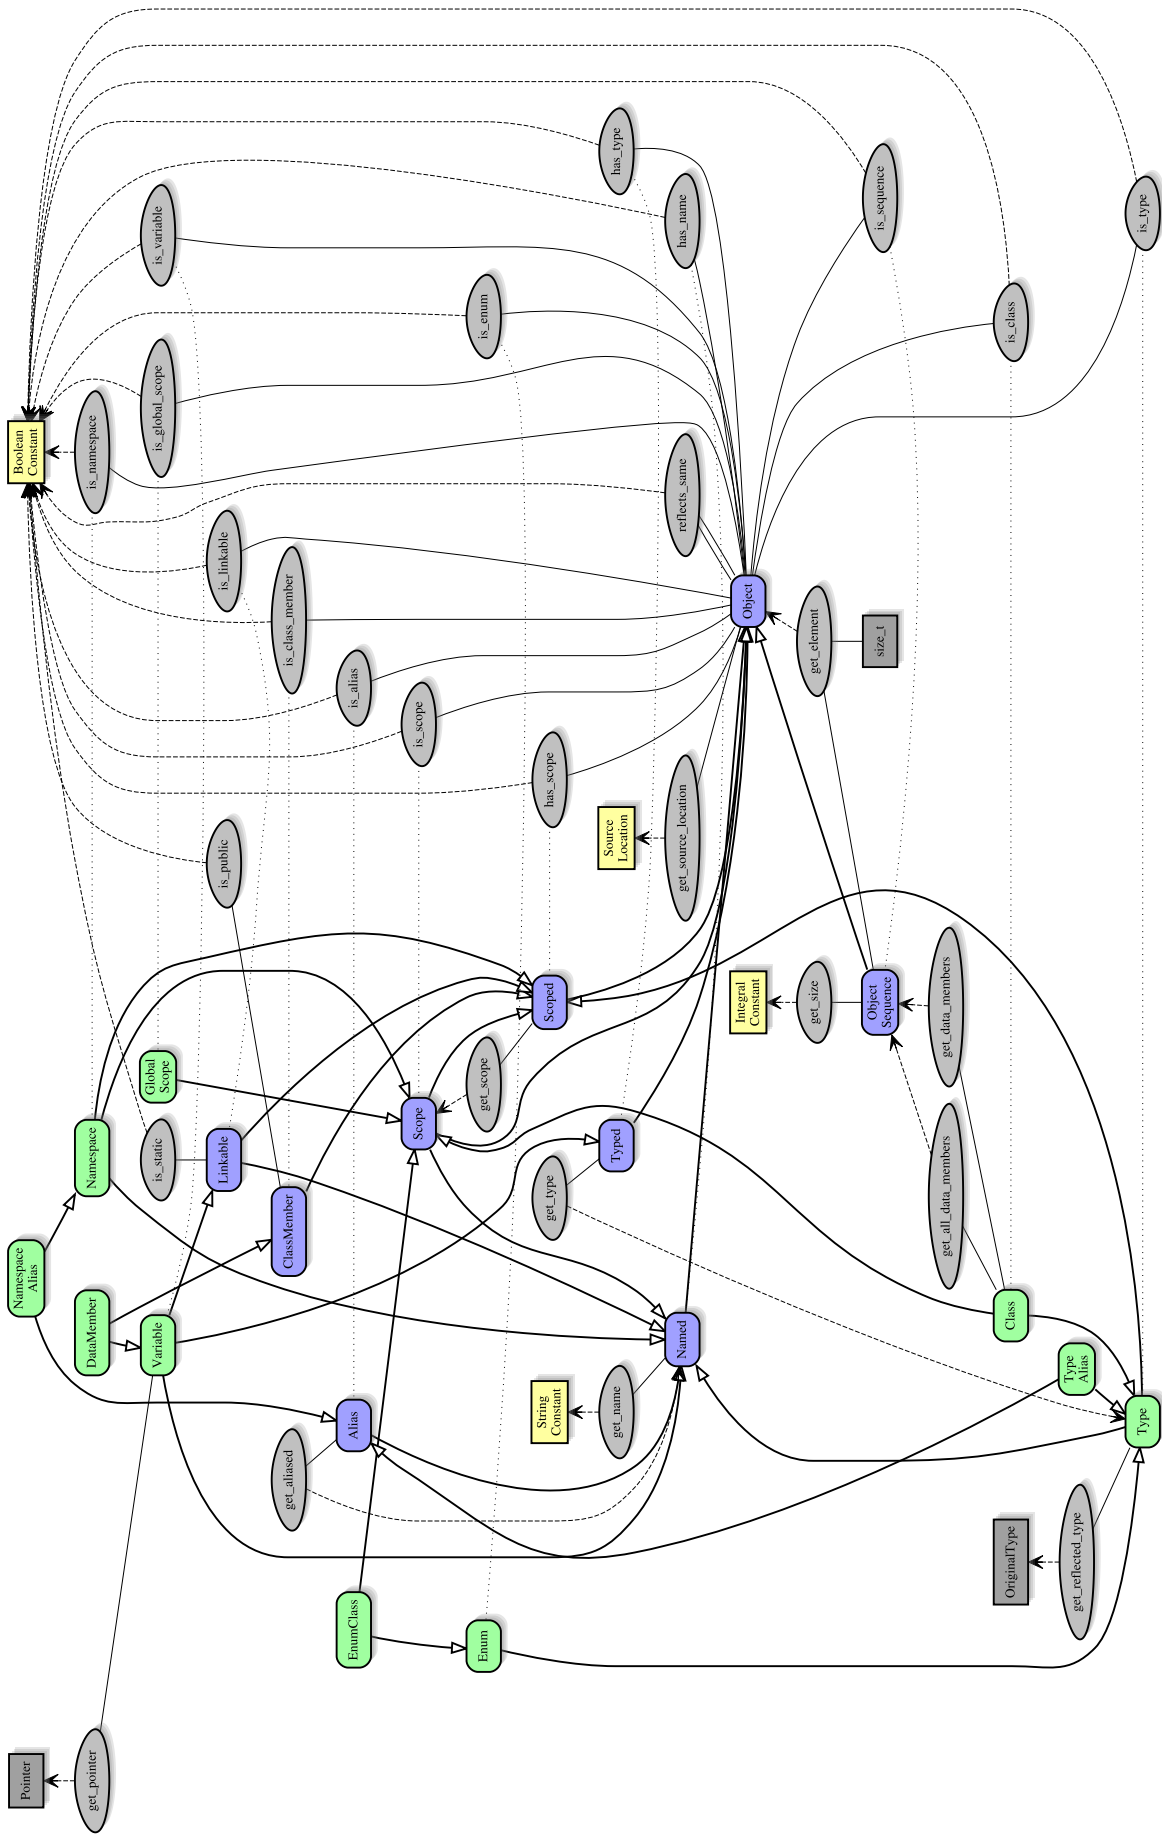 Boolean
Constant
is_namespace
is_global_scope
is_variable
is_linkable
is_class_member
is_alias
is_scope
is_enum
has_scope
has_type
has_name
is_sequence
is_class
is_type
reflects_same
Object
get_element
size_t
get_source_location
Source
Location
is_public
Scoped
get_scope
Scope
Global
Scope
Namespace
is_static
Linkable
ClassMember
Namespace
Alias
DataMember
Variable
Typed
get_type
Integral
Constant
get_size
Object
Sequence
get_data_members
get_all_data_members
Class
Type
Alias
Type
Named
get_name
String
Constant
Alias
get_aliased
EnumClass
Enum
OriginalType
get_reflected_type
Pointer
get_pointer